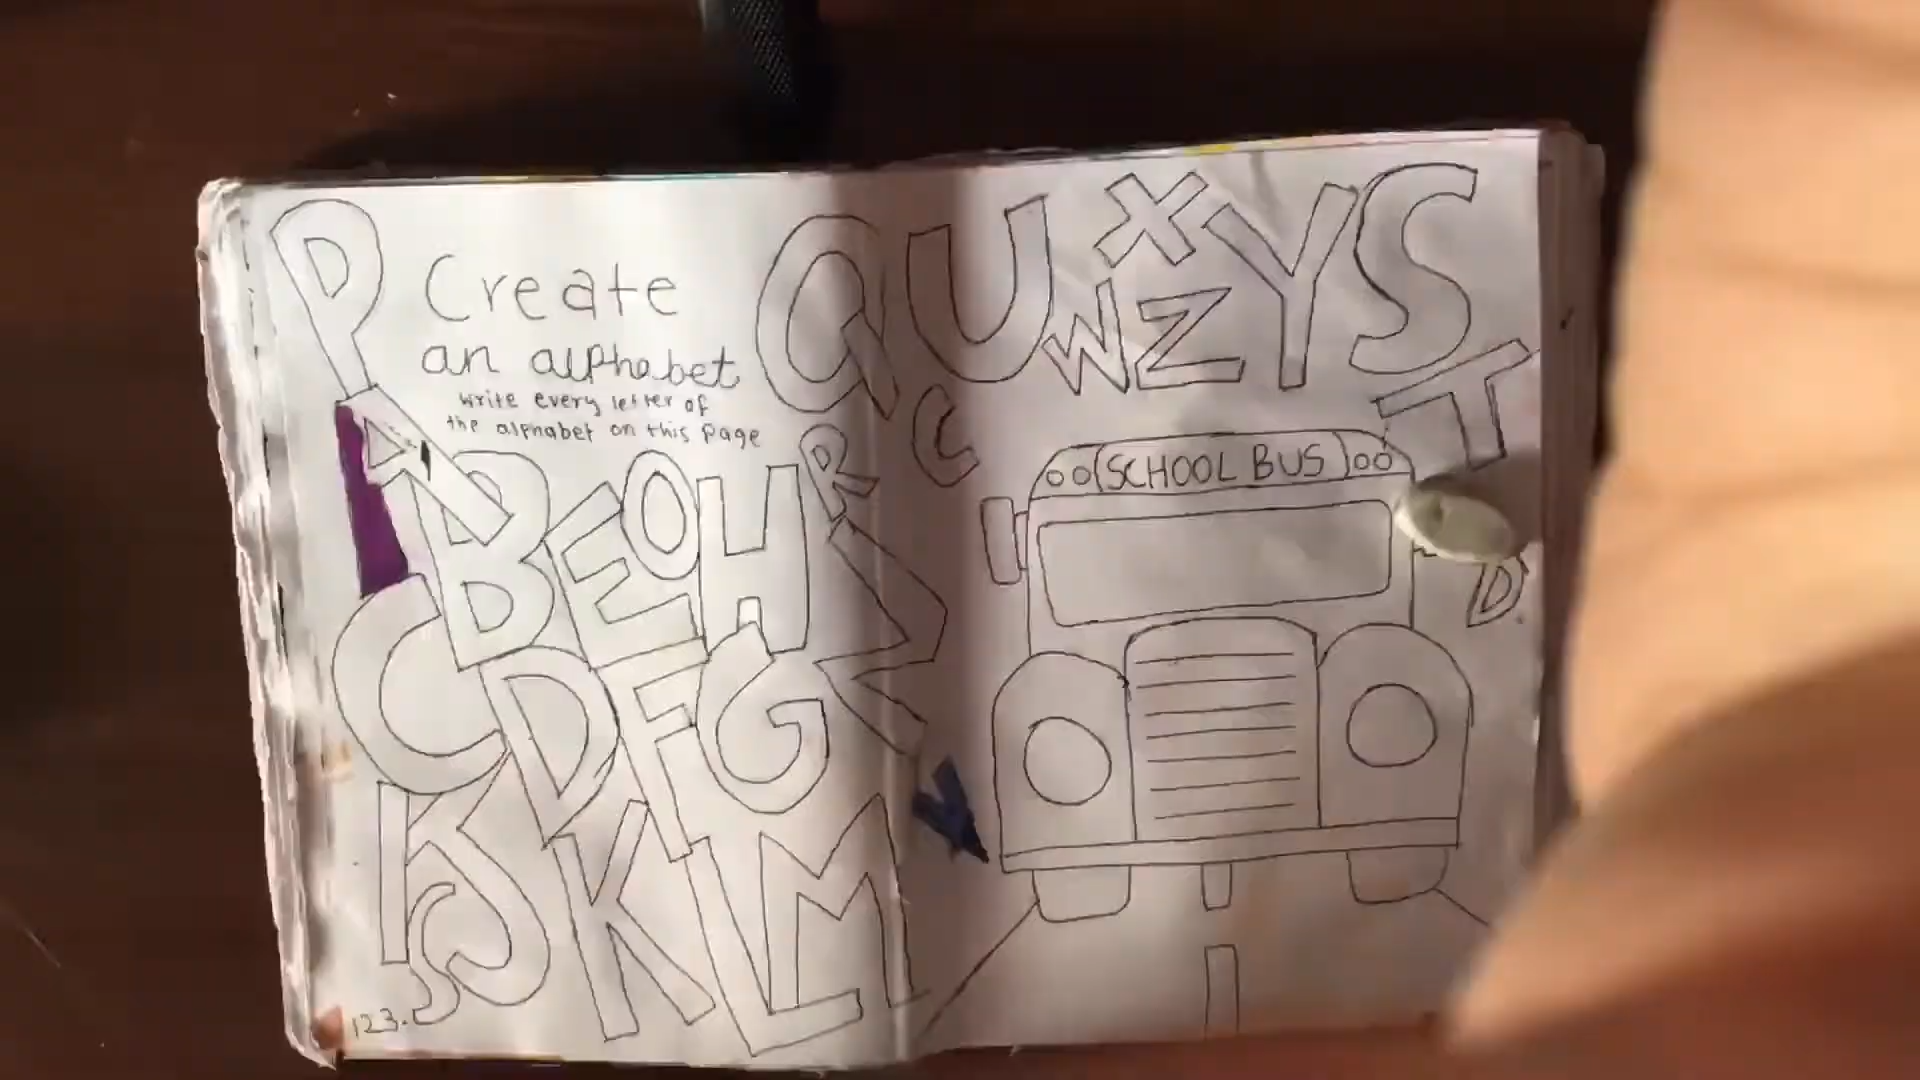 P
Create
an alphabet
write every letter of
the alphabet on this page
Q U X Y S
W Z
T
A B E O H R C
SCHOOL BUS
D
C D F G N
V
I J K L M
S
123.